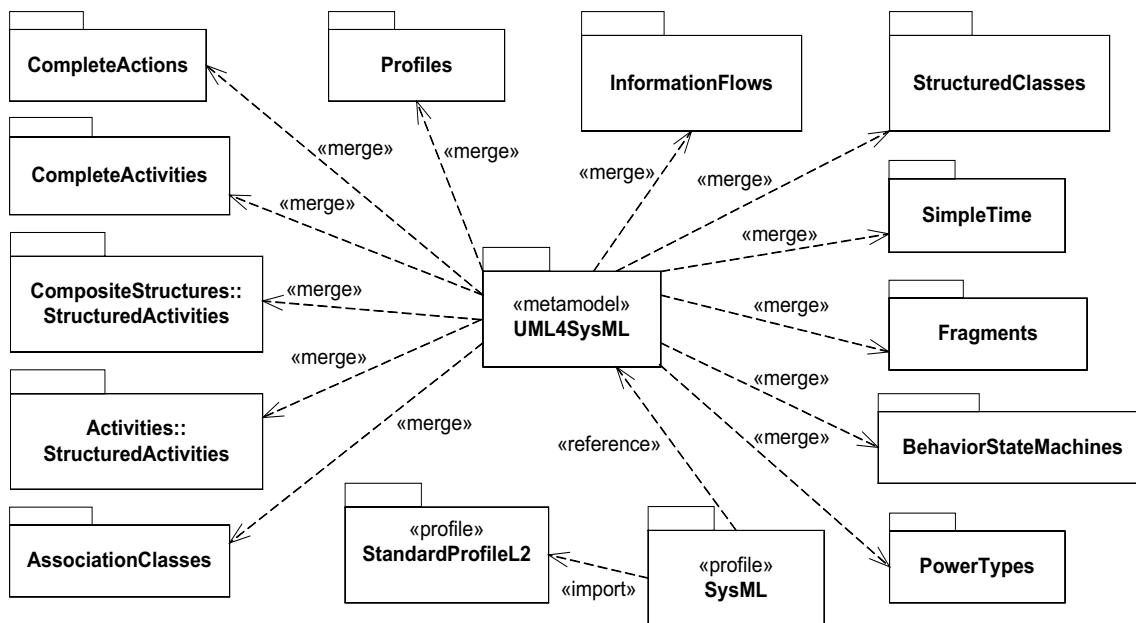 CompleteActions
Profiles
InformationFlows
StructuredClasses
«merge»
«merge»
«merge»
«merge»
CompleteActivities
«merge»
SimpleTime
«merge»
CompositeStructures::
StructuredActivities
«merge»
«metamodel»
UML4SysML
«merge»
Fragments
«merge»
Activities::
StructuredActivities
«merge»
«merge»
«reference»
«merge»
BehaviorStateMachines
AssociationClasses
«profile»
StandardProfileL2
«import»
«profile»
SysML
PowerTypes